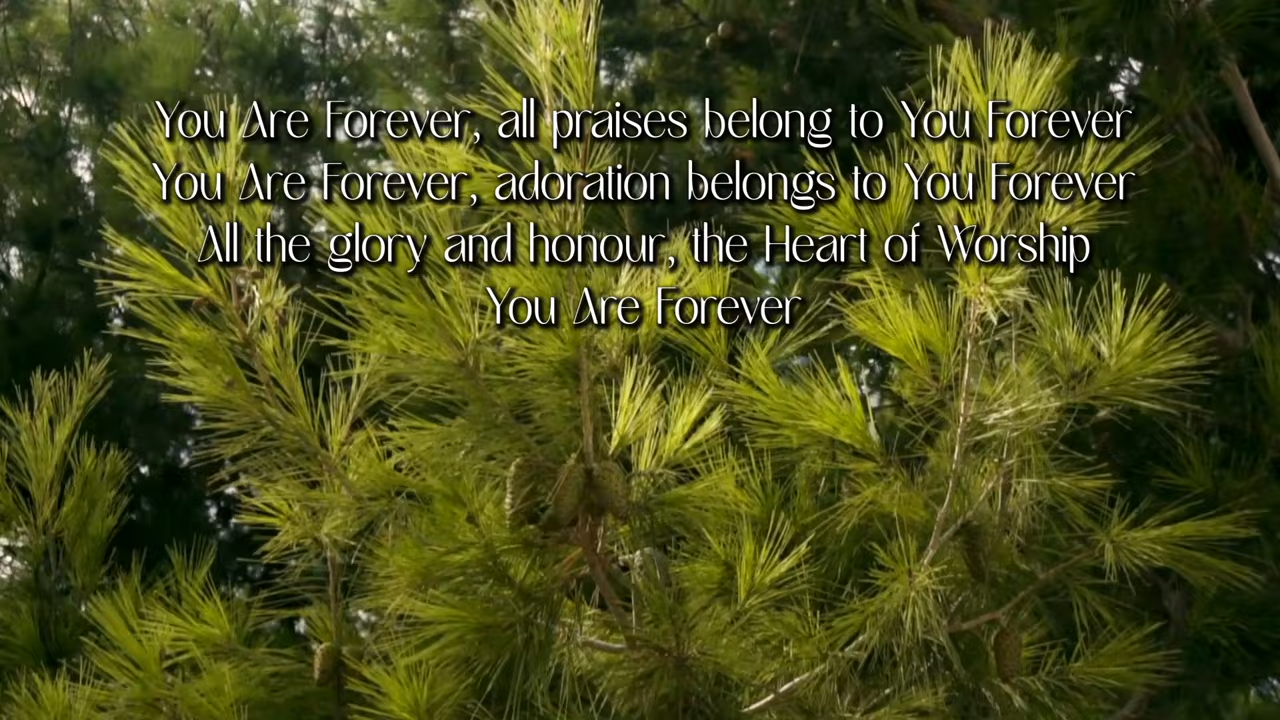 You Are Forever, all praises belong to You Forever
You Are Forever, adoration belongs to You Forever
All the glory and honour, the Heart of Worship
You Are Forever